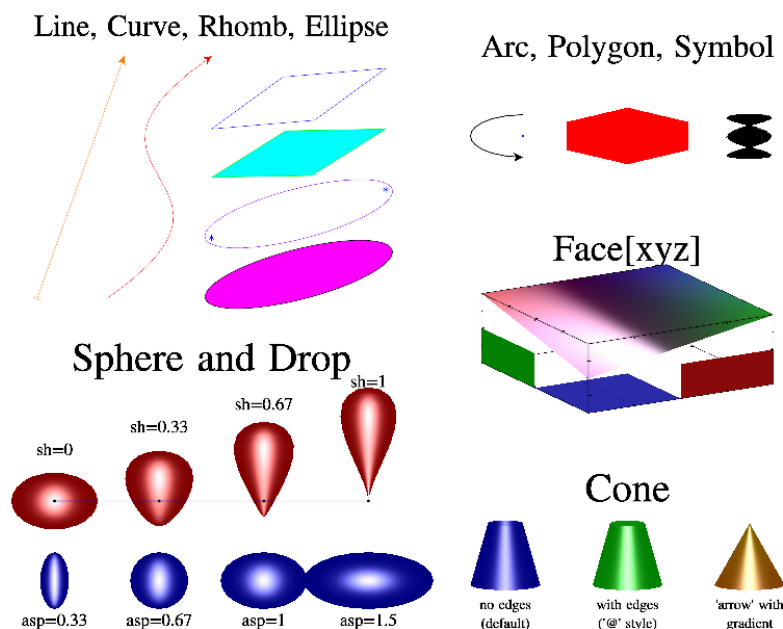 Line, Curve, Rhomb, Ellipse
Arc, Polygon, Symbol
Face[xyz]
Sphere and Drop
sh=0
sh=0.33
sh=0.67
sh=1
asp=0.33
asp=0.67
asp=1
asp=1.5
Cone
no edges
(default)
with edges
('@' style)
'arrow' with
gradient